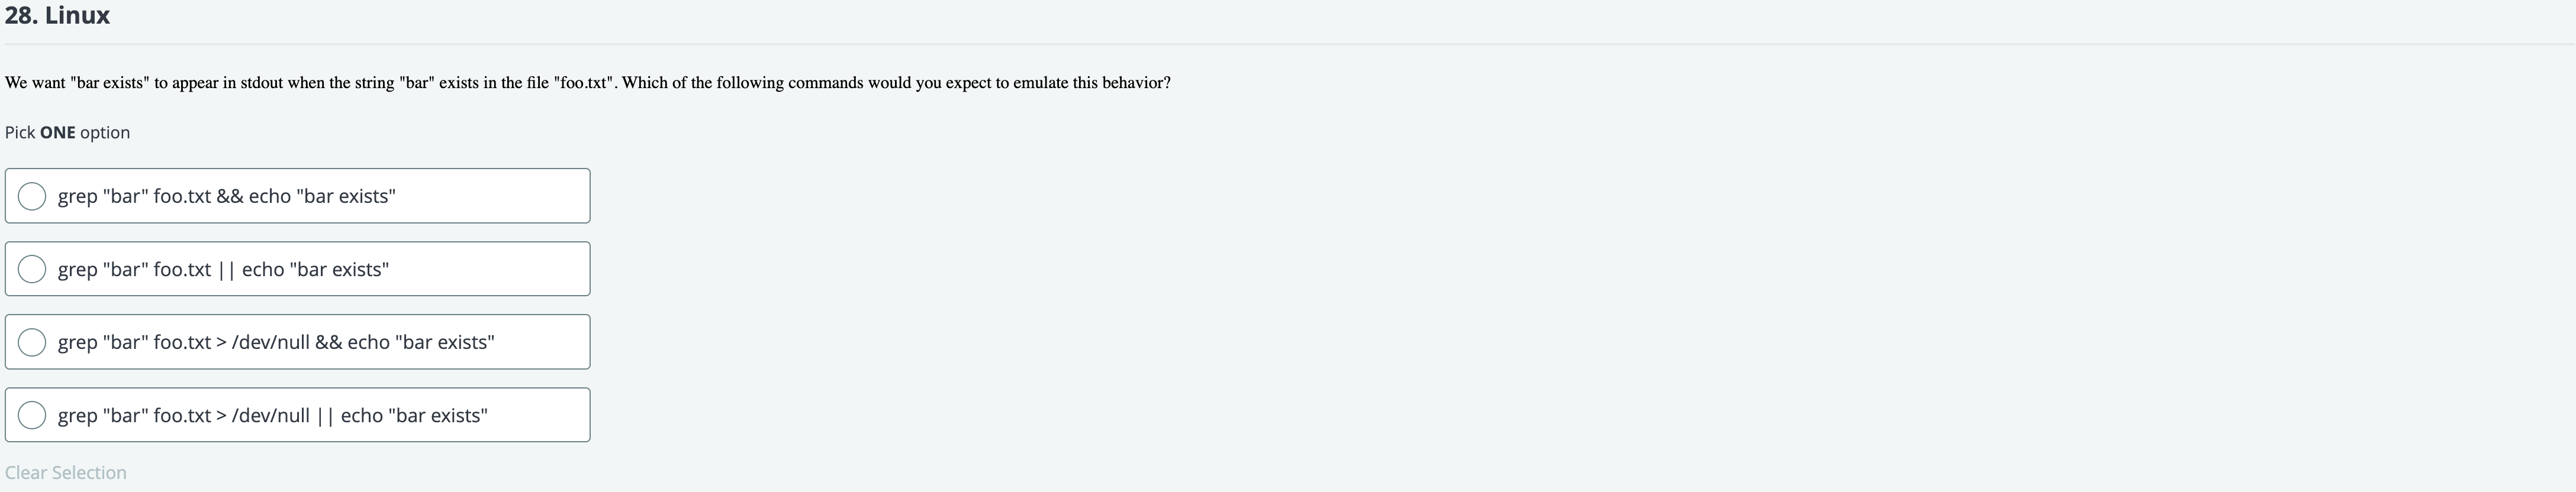 28. Linux
We want "bar exists" to appear in stdout when the string "bar" exists in the file "foo.txt". Which of the following commands would you expect to emulate this behavior?
Pick ONE option
grep "bar" foo.txt && echo "bar exists"
grep "bar" foo.txt || echo "bar exists"
grep "bar" foo.txt > /dev/null && echo "bar exists"
grep "bar" foo.txt > /dev/null || echo "bar exists"
Clear Selection